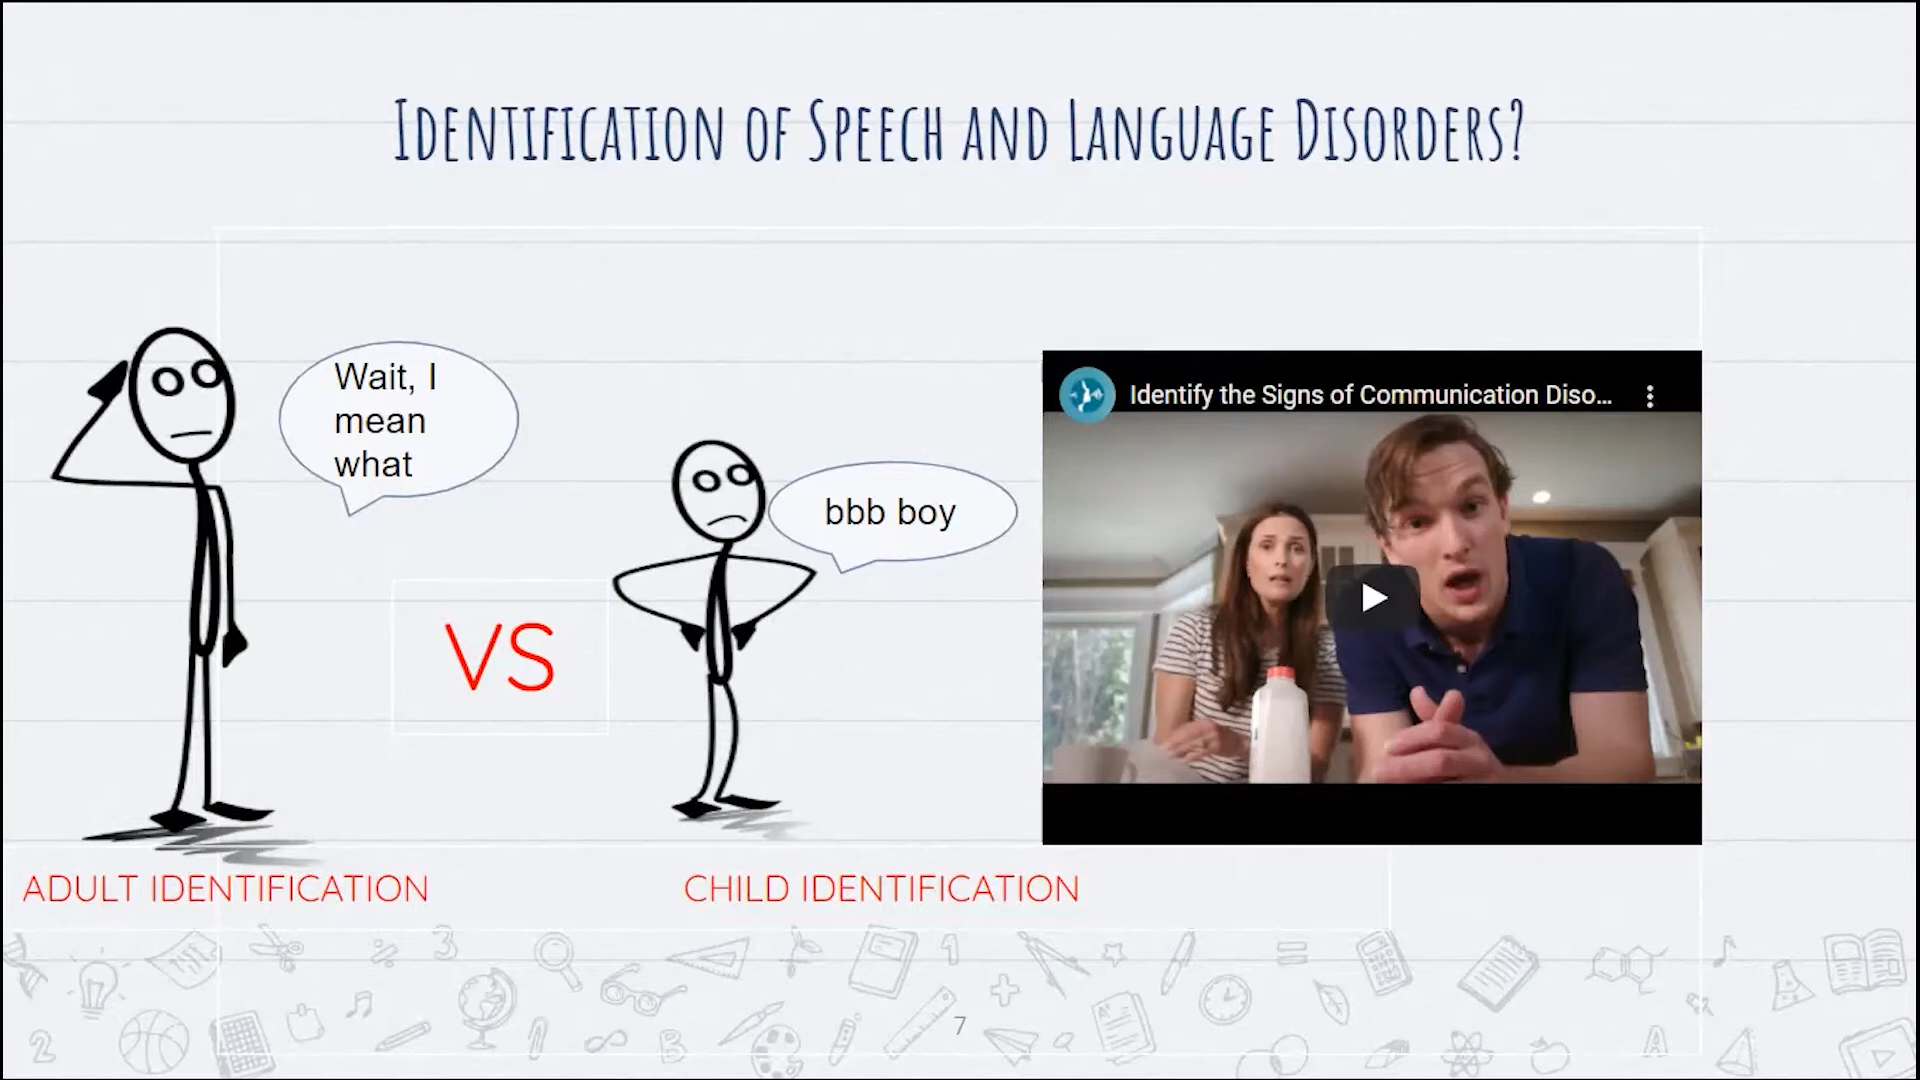 Identification of Speech and Language Disorders?
Wait, I
mean
what
bbb boy
VS
Identify the Signs of Communication Diso...
ADULT IDENTIFICATION
CHILD IDENTIFICATION
7